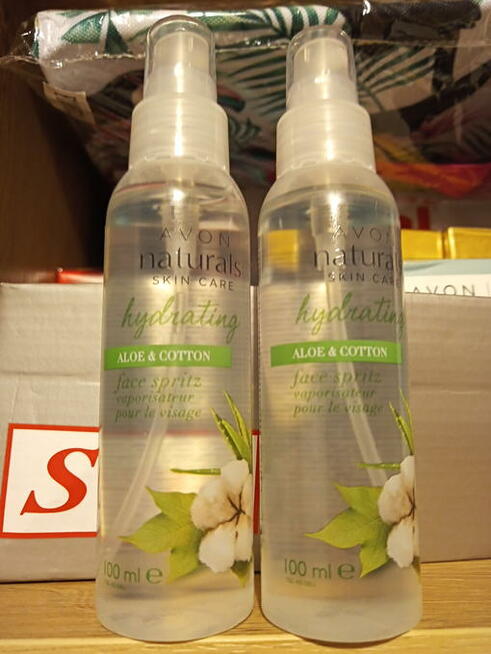 AVON
naturals
SKIN CARE
hydrating
ALOE & COTTON
face spritz
vaporisateur
pour le visage
100 ml e
AVON
natura
SKIN CARE
hydrating
ALOE & COTTON
face spritz
vaporisateur
pour le visage
100 ml e
AVON
S